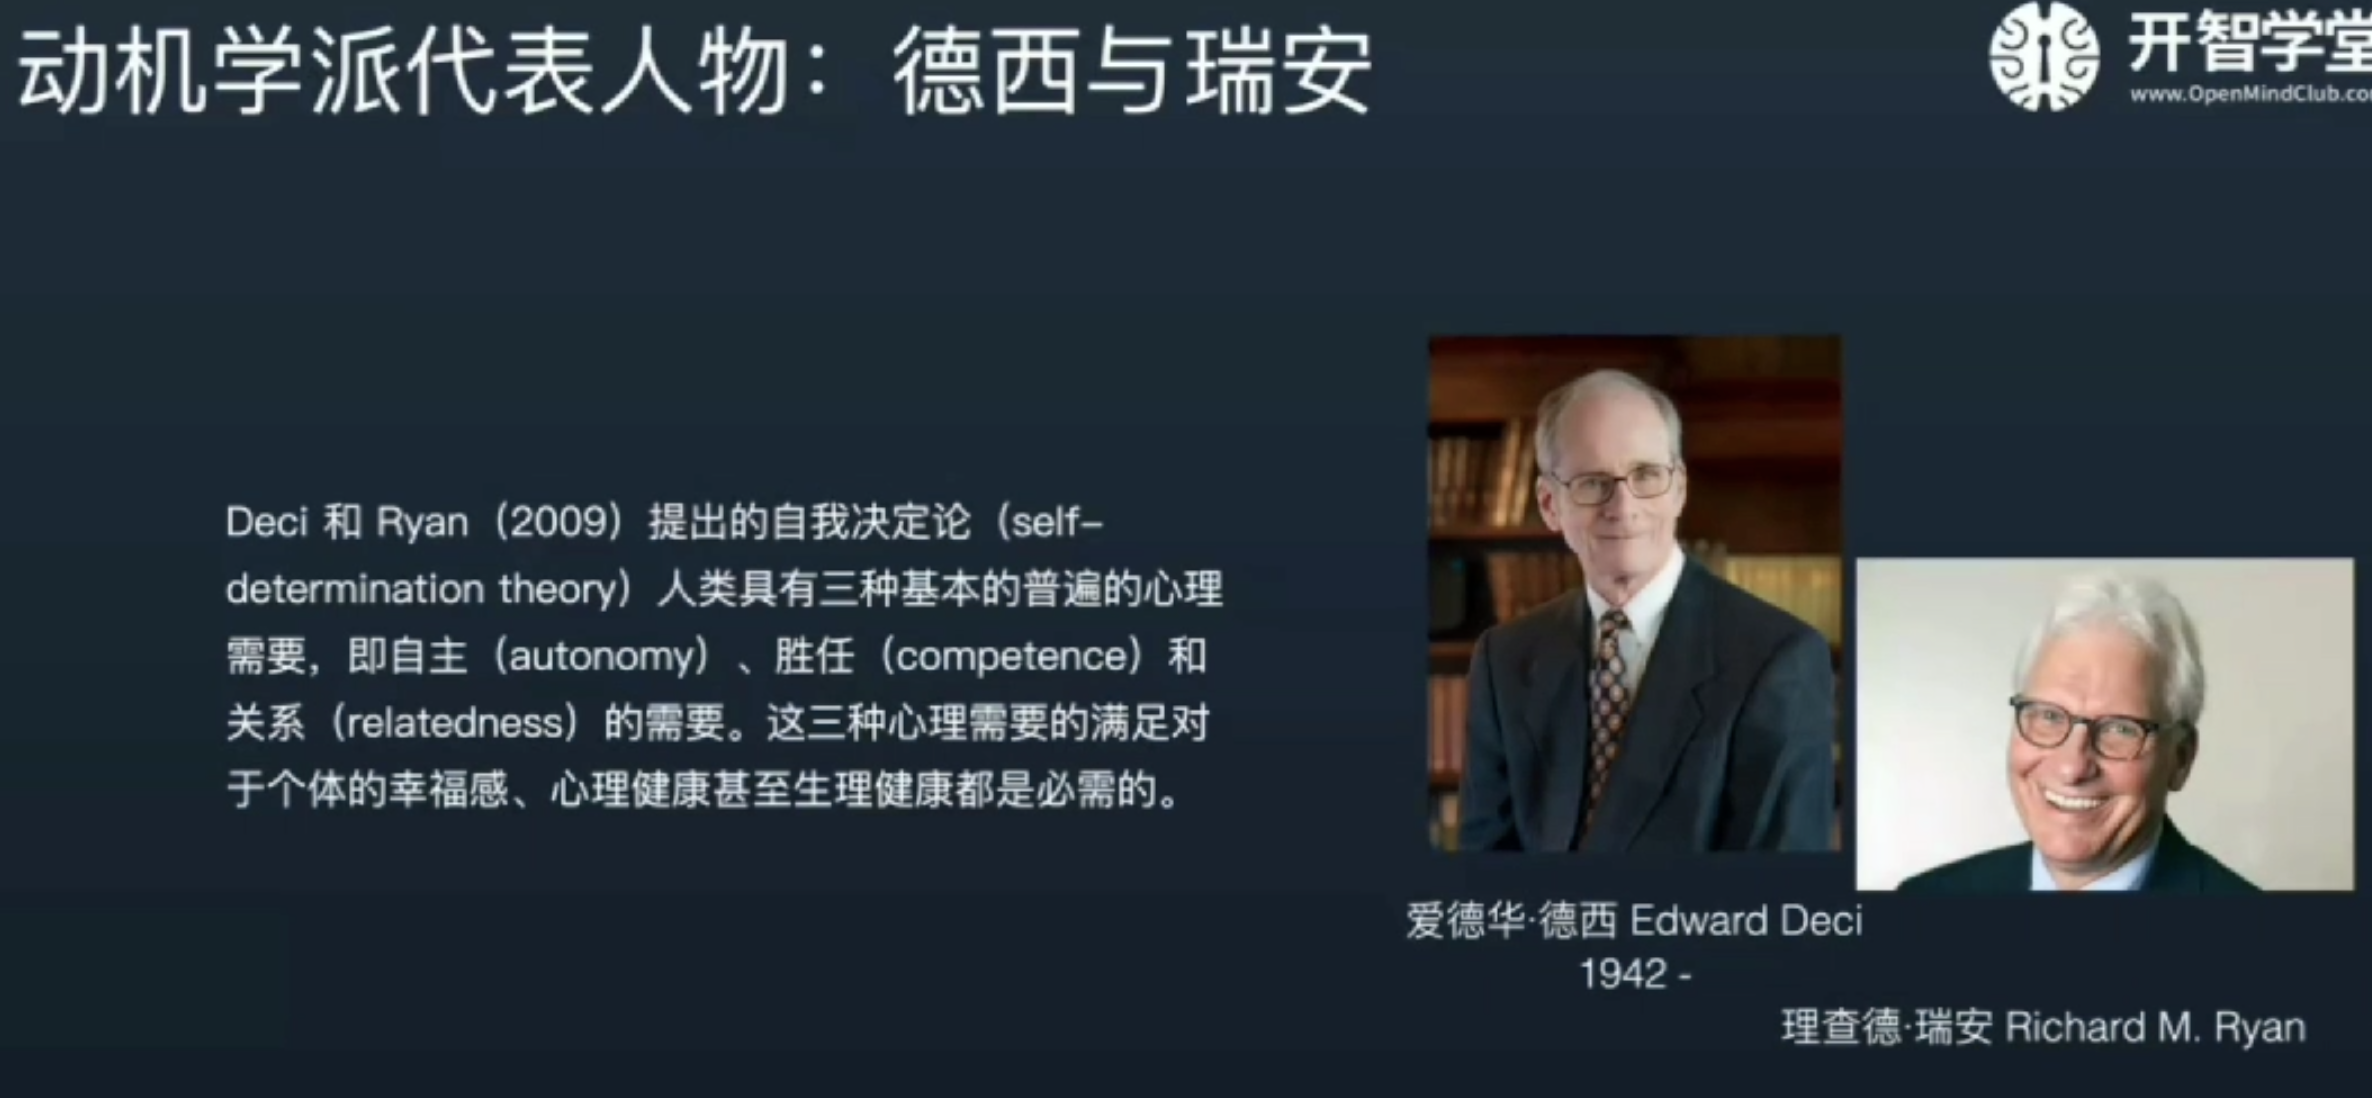 动机学派代表人物：德西与瑞安
开智学堂
www.OpenMindClub.co
Deci 和 Ryan（2009）提出的自我决定论（self-
determination theory）人类具有三种基本的普遍的心理
需要，即自主（autonomy）、胜任（competence）和
关系（relatedness）的需要。这三种心理需要的满足对
于个体的幸福感、心理健康甚至生理健康都是必需的。
爱德华·德西 Edward Deci
1942 -
理查德·瑞安 Richard M. Ryan